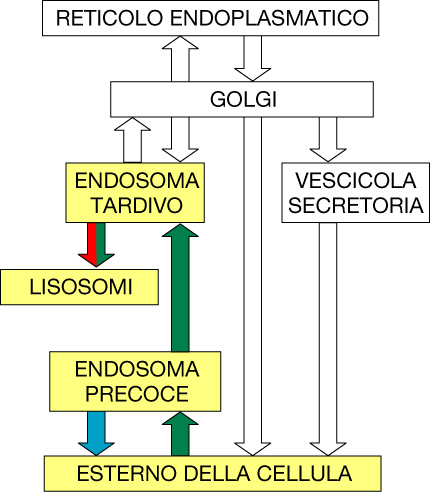 RETICOLO ENDOPLASMATICO
GOLGI
ENDOSOMA
TARDIVO
VESCICOLA
SECRETORIA
LISOSOMI
ENDOSOMA
PRECOCE
ESTERNO DELLA CELLULA